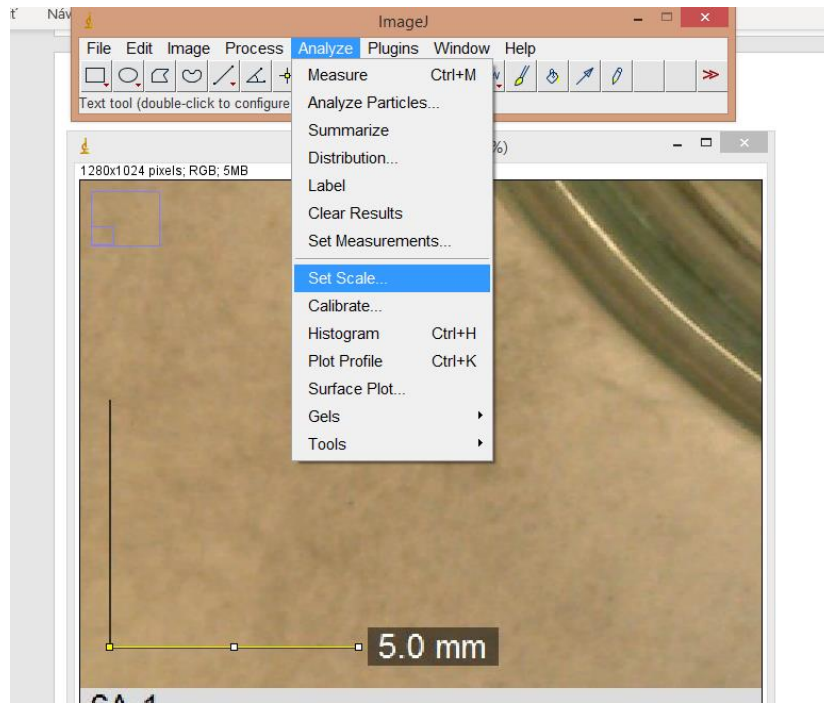 Náv
ImageJ
File Edit Image Process Analyze Plugins Window Help
Text tool (double-click to configure
Measure Ctrl+M
Analyze Particles...
Summarize
Distribution...
Label
Clear Results
Set Measurements...
Set Scale...
Calibrate...
Histogram Ctrl+H
Plot Profile Ctrl+K
Surface Plot...
Gels
Tools
%)
1280x1024 pixels; RGB; 5MB
5.0 mm